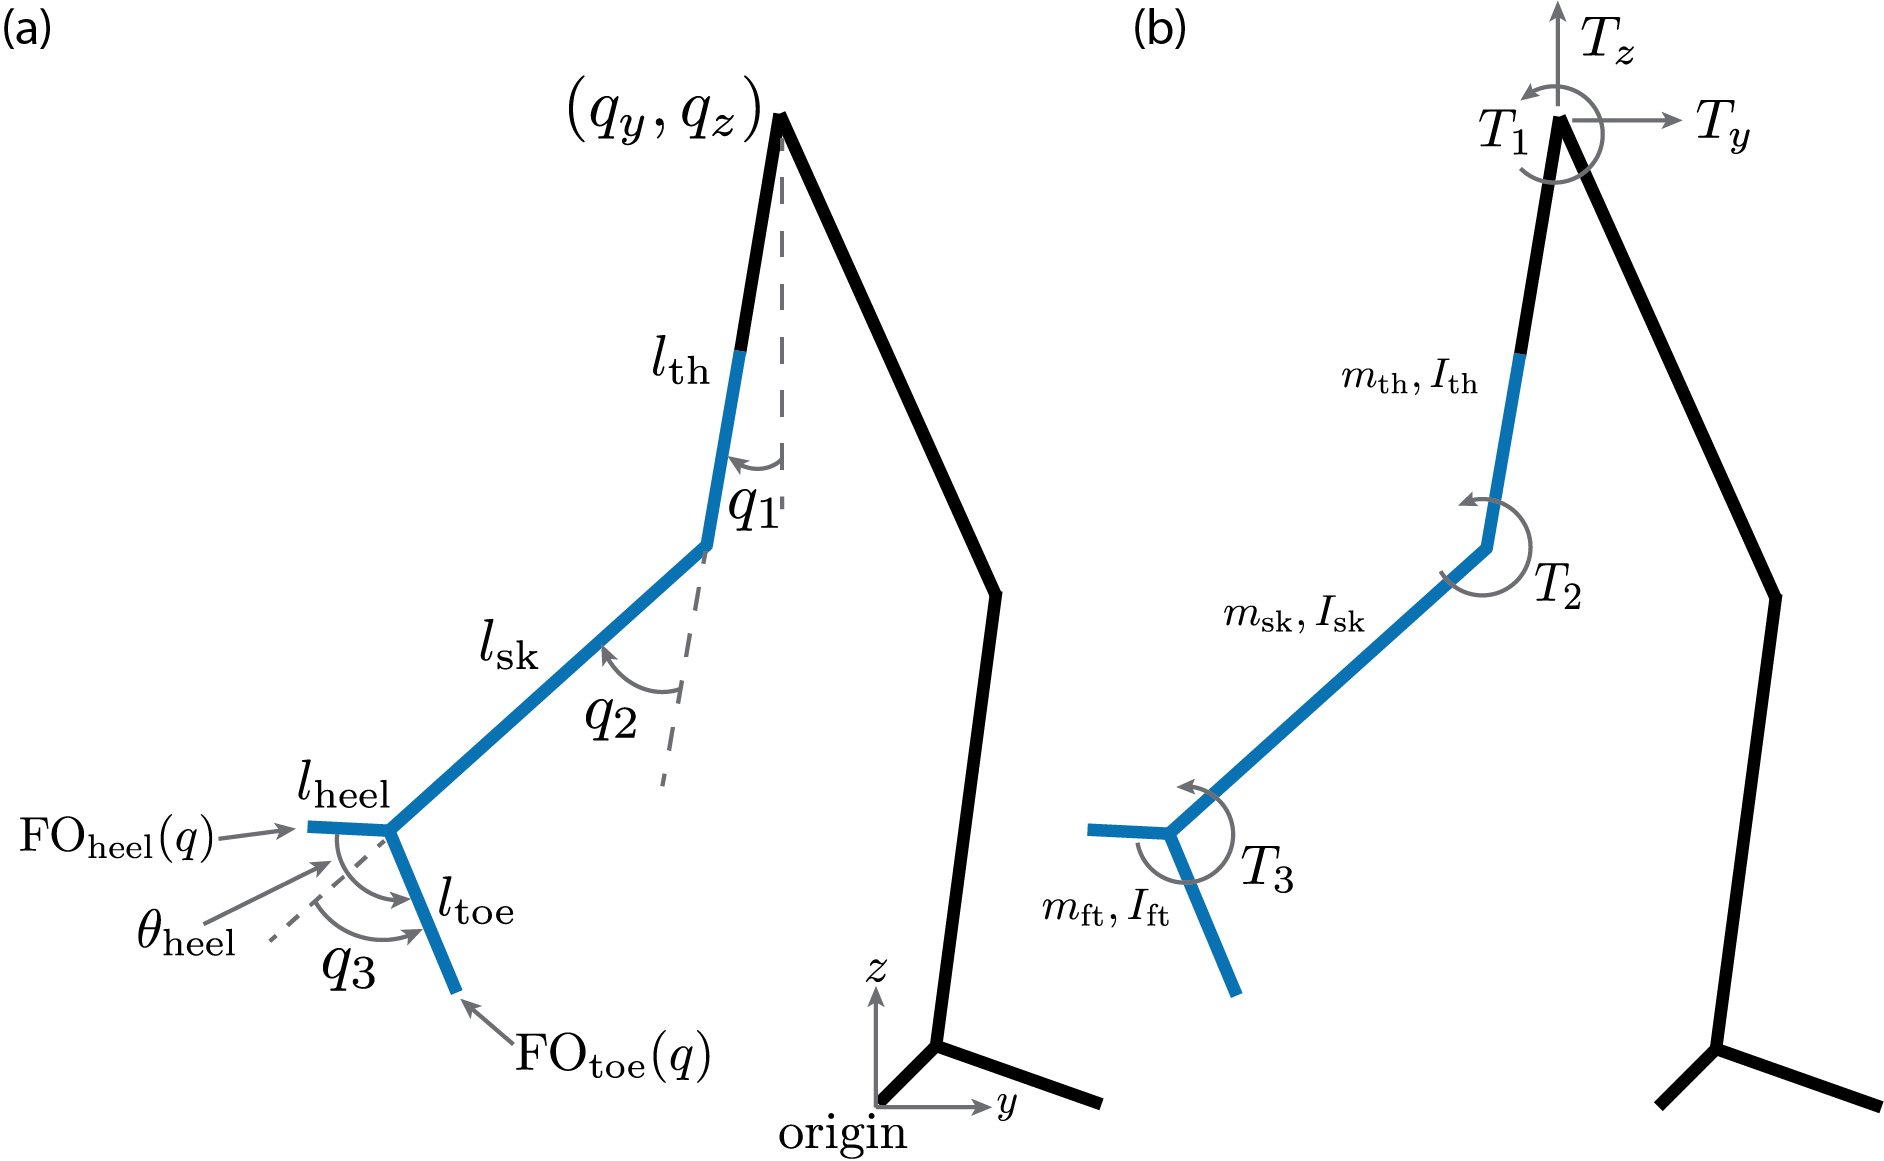 (a)
(q_y, q_z)
l_th
q_1
l_sk
q_2
l_heel
FO_heel(q)
θ_heel
l_toe
q_3
FO_toe(q)
z
y
origin
(b)
T_z
T_1
T_y
m_th, I_th
T_2
m_sk, I_sk
T_3
m_ft, I_ft